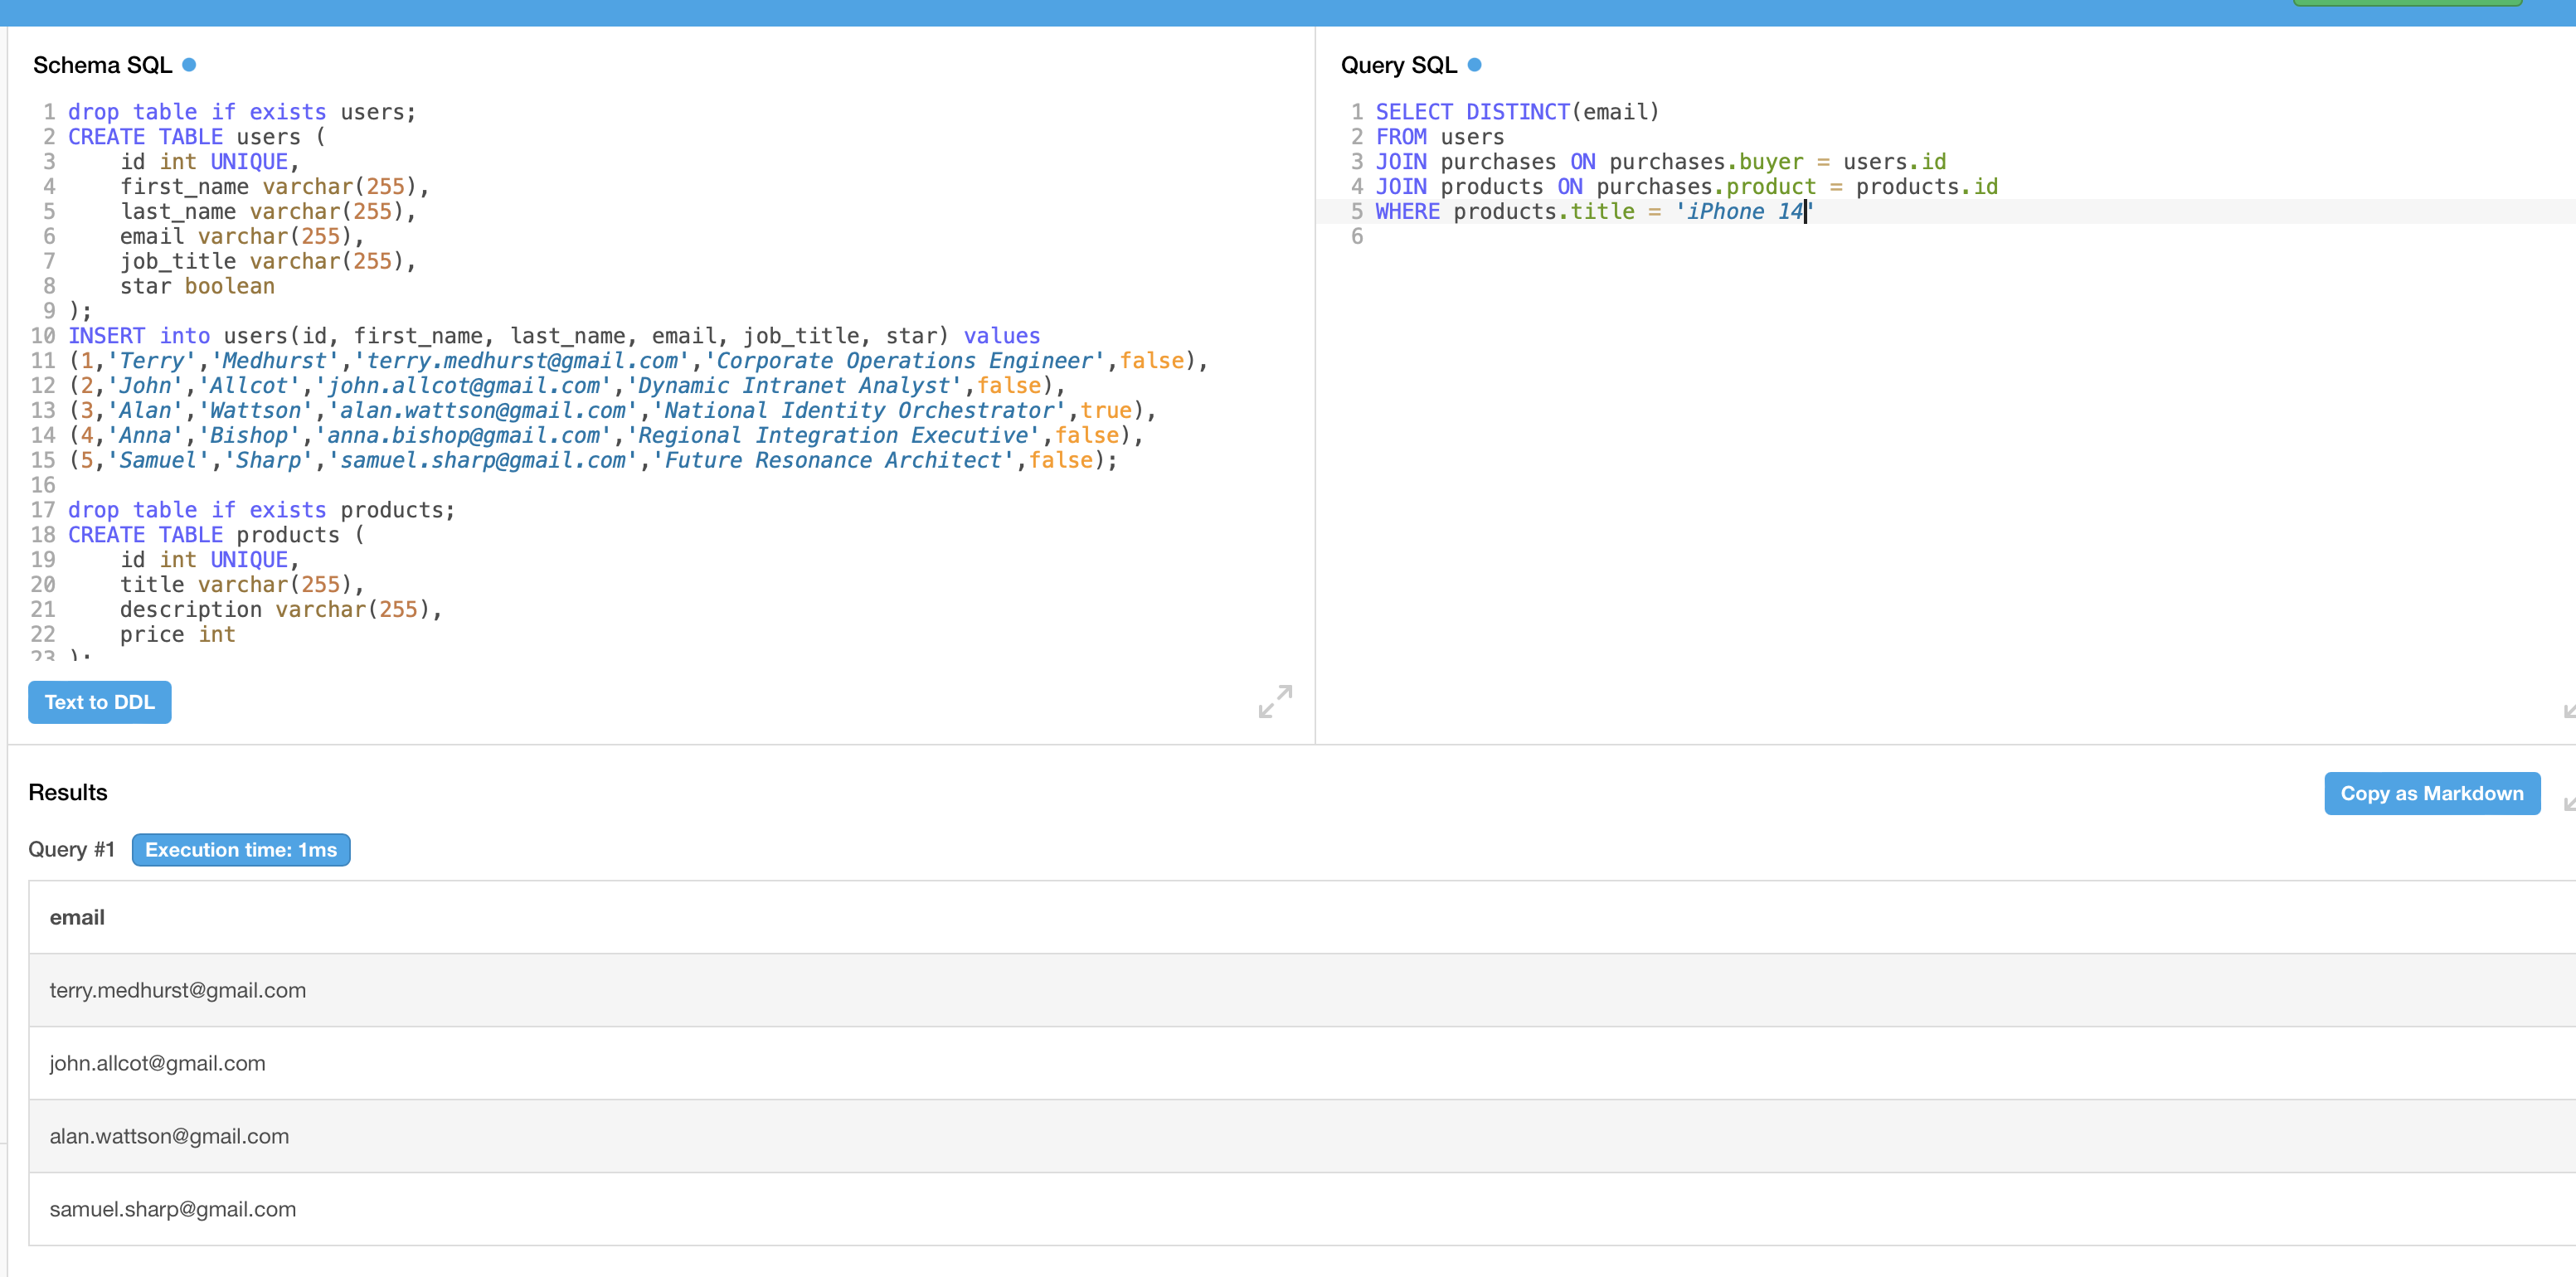 Schema SQL
1 drop table if exists users;
2 CREATE TABLE users (
3 id int UNIQUE,
4 first_name varchar(255),
5 last_name varchar(255),
6 email varchar(255),
7 job_title varchar(255),
8 star boolean
9 );
10 INSERT into users(id, first_name, last_name, email, job_title, star) values
11 (1,'Terry','Medhurst','terry.medhurst@gmail.com','Corporate Operations Engineer',false),
12 (2,'John','Allcot','john.allcot@gmail.com','Dynamic Intranet Analyst',false),
13 (3,'Alan','Wattson','alan.wattson@gmail.com','National Identity Orchestrator',true),
14 (4,'Anna','Bishop','anna.bishop@gmail.com','Regional Integration Executive',false),
15 (5,'Samuel','Sharp','samuel.sharp@gmail.com','Future Resonance Architect',false);
16
17 drop table if exists products;
18 CREATE TABLE products (
19 id int UNIQUE,
20 title varchar(255),
21 description varchar(255),
22 price int
23 );
Text to DDL
Query SQL
1 SELECT DISTINCT(email)
2 FROM users
3 JOIN purchases ON purchases.buyer = users.id
4 JOIN products ON purchases.product = products.id
5 WHERE products.title = 'iPhone 14'
6
Results
Copy as Markdown
Query #1 Execution time: 1ms
email
terry.medhurst@gmail.com
john.allcot@gmail.com
alan.wattson@gmail.com
samuel.sharp@gmail.com